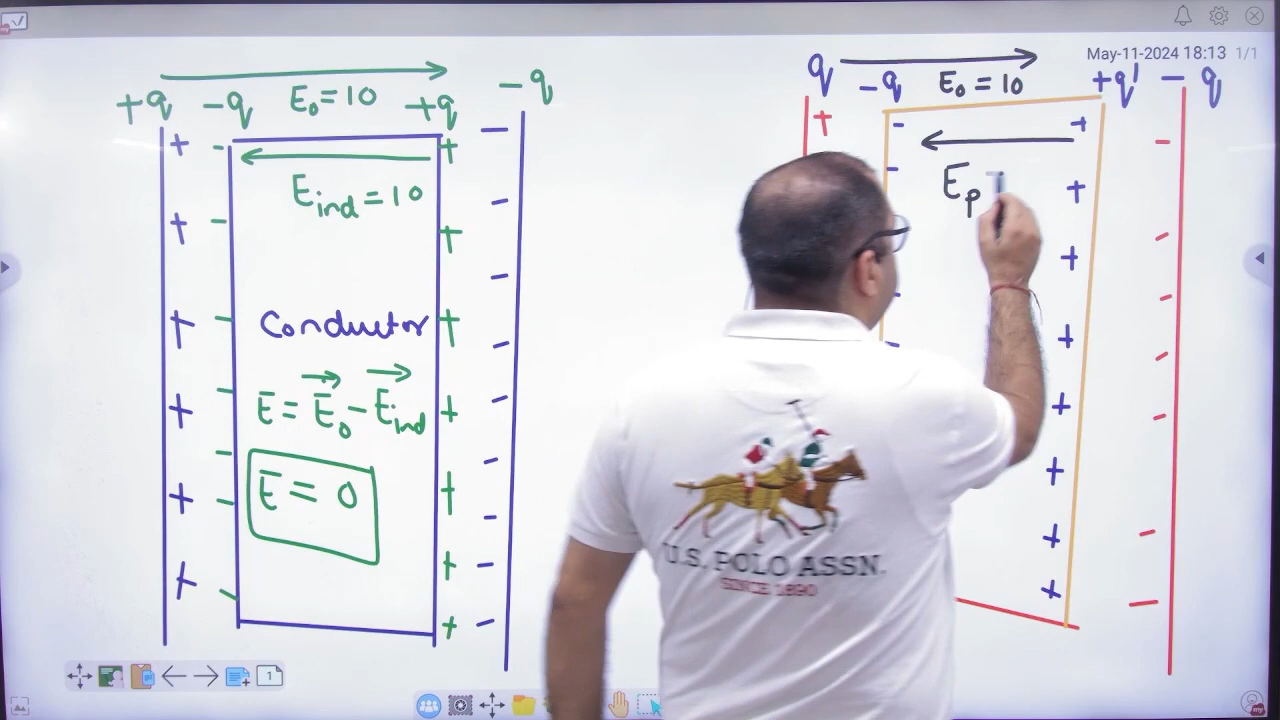 May-11-2024 18:13 1/1
+q -q E₀ = 10 +q -q
E_ind = 10
Conductor
E = E₀ - E_ind
E = 0
q -q E₀ = 10 +q' - q
E_p
U.S. POLO ASSN.
SINCE 1890
1